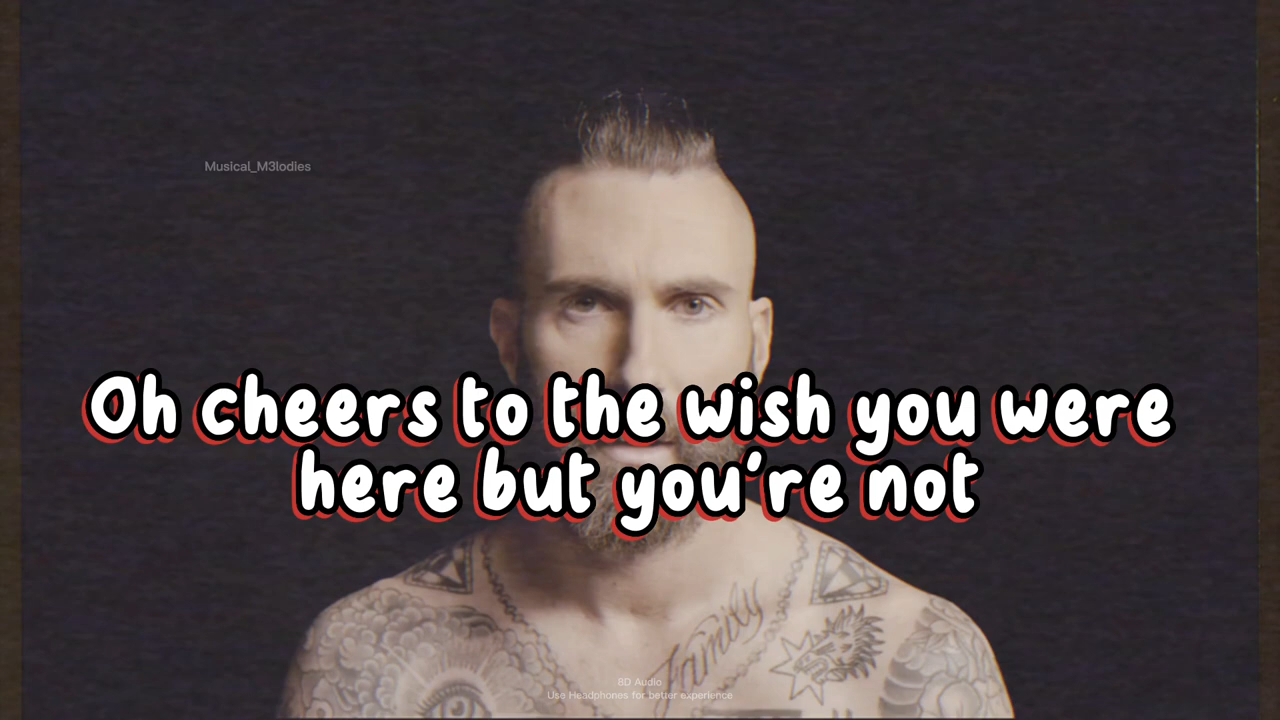 Musical_M3lodies
Oh cheers to the wish you were
here but you're not
Family
8D Audio
Use Headphones for better experience